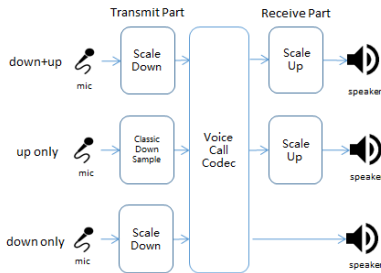 Transmit Part Receive Part
down+up
mic
Scale
Down
Scale
Up
speaker
up only
mic
Classic
Down
Sample
Voice
Call
Codec
Scale
Up
speaker
down only
mic
Scale
Down
speaker